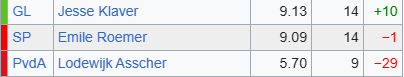 GL Jesse Klaver 9.13 14 +10
SP Emile Roemer 9.09 14 −1
PvdA Lodewijk Asscher 5.70 9 −29